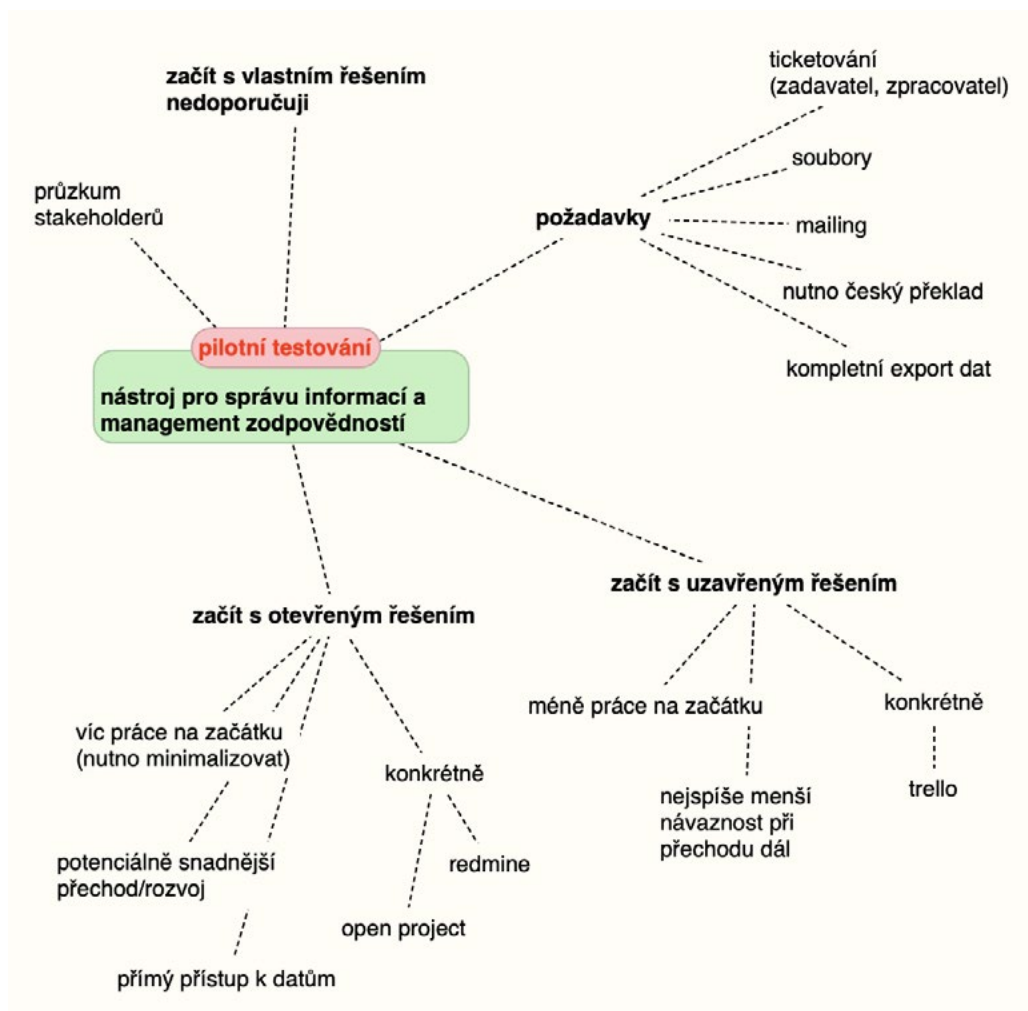 začít s vlastním řešením
nedoporučuji
ticketování
(zadavatel, zpracovatel)
soubory
průzkum
stakeholderů
požadavky
mailing
nutno český překlad
pilotní testování
kompletní export dat
nástroj pro správu informací a
management zodpovědností
začít s otevřeným řešením
začít s uzavřeným řešením
víc práce na začátku
(nutno minimalizovat)
konkrétně
potenciálně snadnější
přechod/rozvoj
redmine
open project
přímý přístup k datům
méně práce na začátku
konkrétně
nejspíše menší
návaznost při
přechodu dál
trello